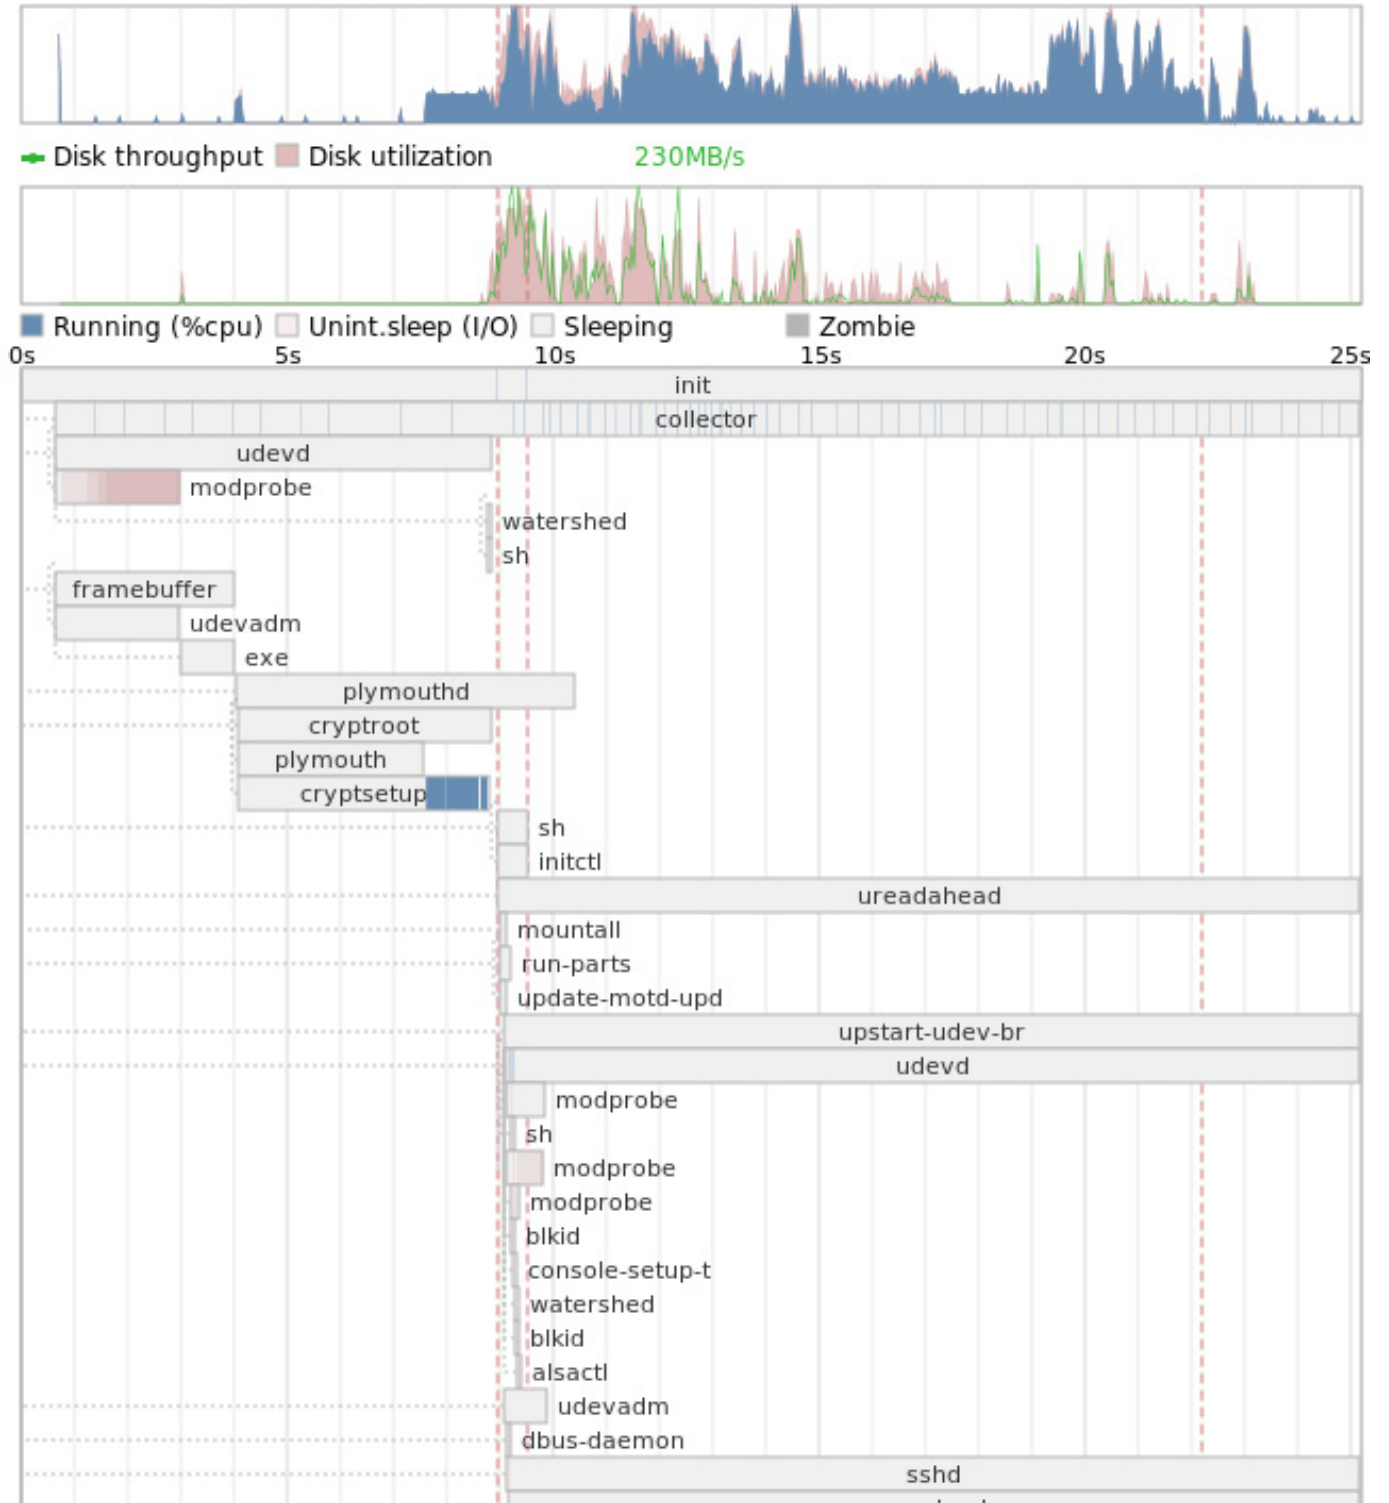 Disk throughput Disk utilization 230MB/s
Running (%cpu) Unint.sleep (I/O) Sleeping Zombie
0s 5s 10s 15s 20s 25s
init
collector
udevd
modprobe
watershed
sh
framebuffer
udevadm
exe
plymouthd
cryptroot
plymouth
cryptsetup
sh
initctl
ureadahead
mountall
run-parts
update-motd-upd
upstart-udev-br
udevd
modprobe
sh
modprobe
modprobe
blkid
console-setup-t
watershed
blkid
alsactl
udevadm
dbus-daemon
sshd